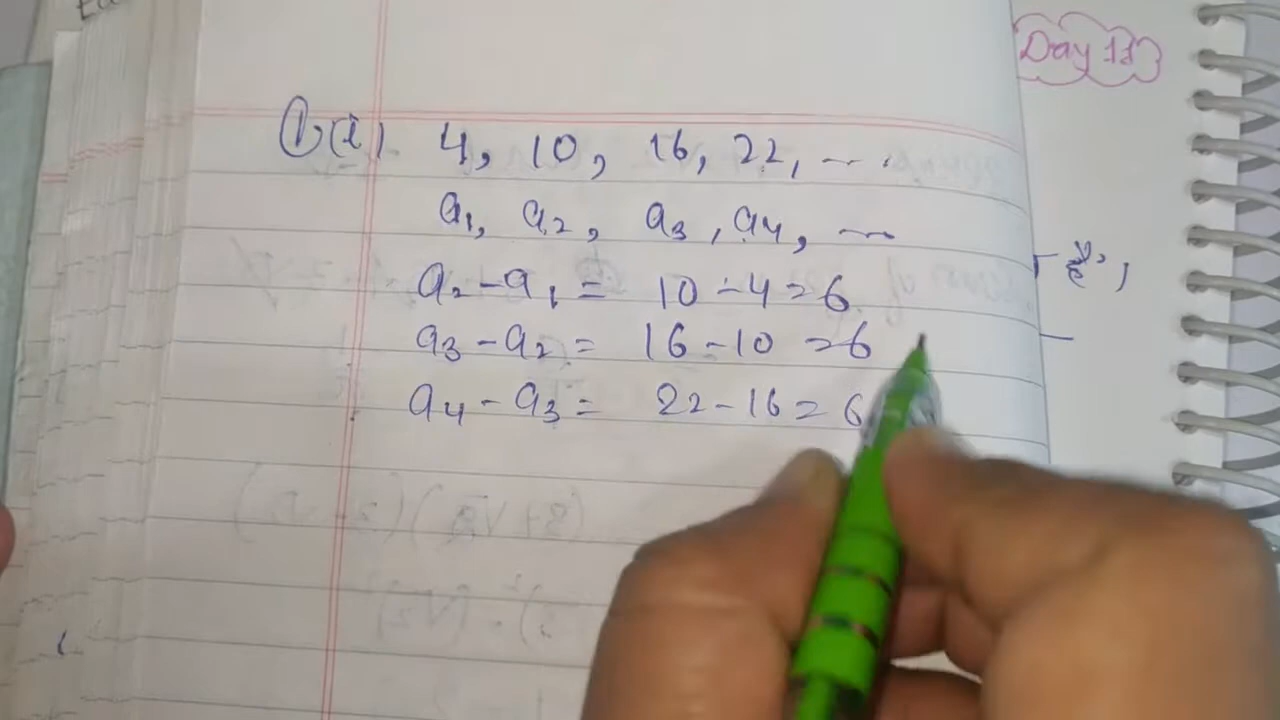 Day 11
1) (i) 4, 10, 16, 22, ...
a1, a2, a3, a4, ...
a2 - a1 = 10 - 4 = 6
a3 - a2 = 16 - 10 = 6
a4 - a3 = 22 - 16 = 6